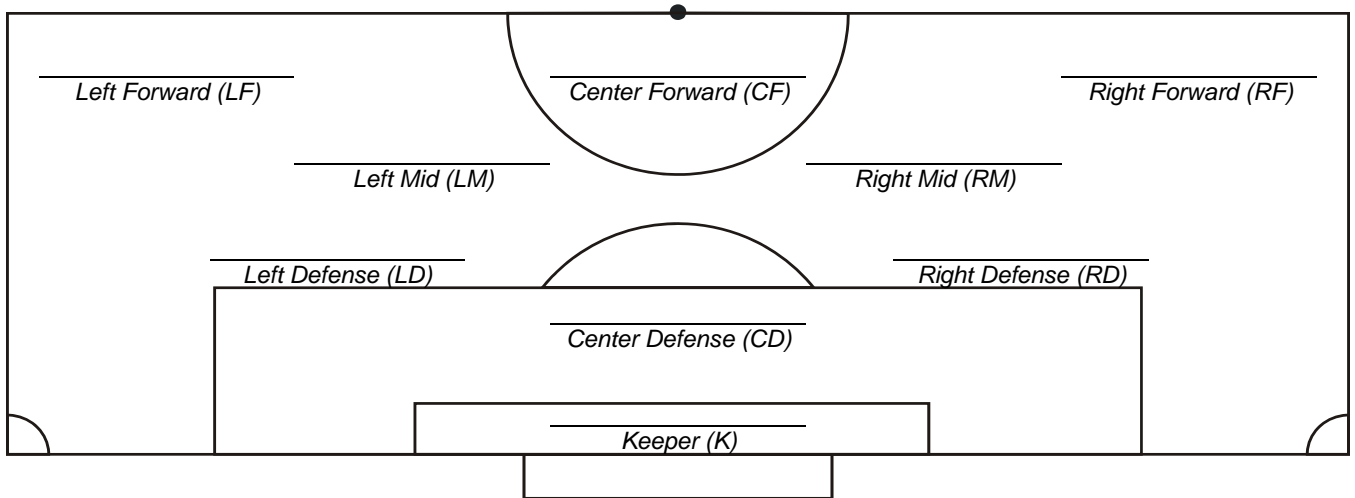 Left Forward (LF)
Center Forward (CF)
Right Forward (RF)
Left Mid (LM)
Right Mid (RM)
Left Defense (LD)
Right Defense (RD)
Center Defense (CD)
Keeper (K)